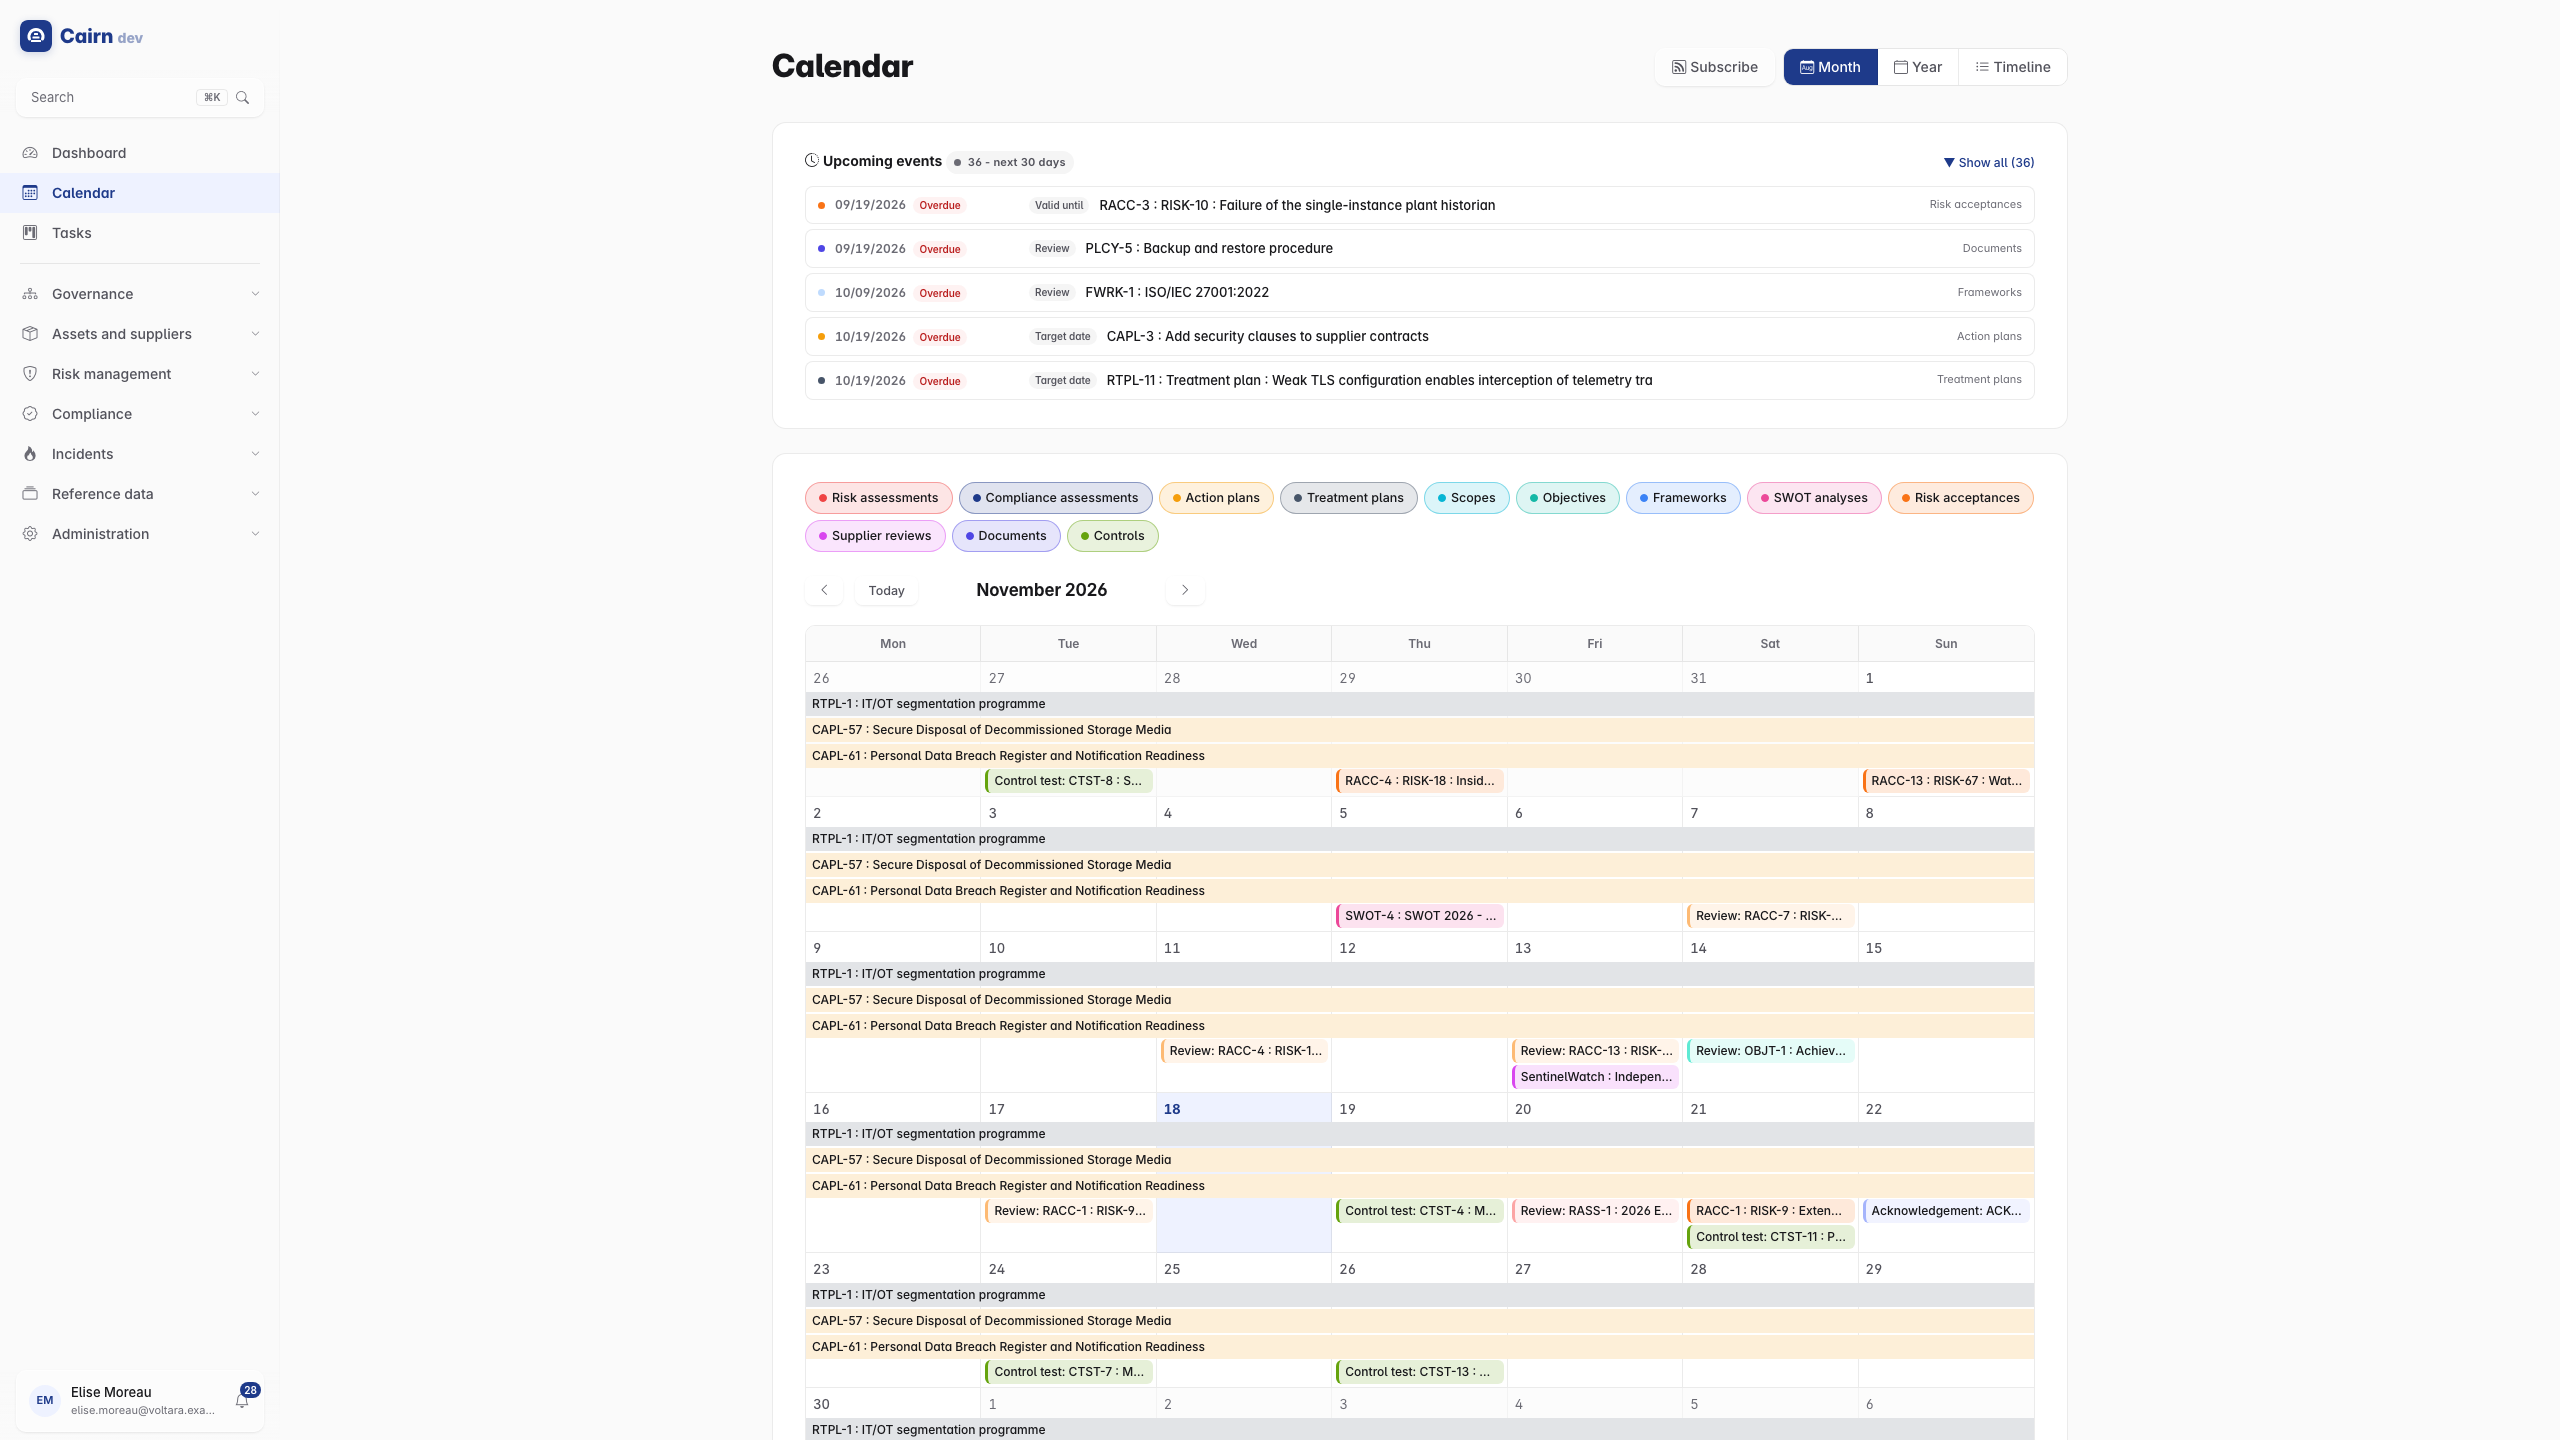 Cairn dev
Search ⌘K
Dashboard
Calendar
Tasks
Governance
Assets and suppliers
Risk management
Compliance
Incidents
Reference data
Administration
EM
Elise Moreau
elise.moreau@voltara.exa...
28
Calendar
Subscribe
Month
Year
Timeline
Upcoming events 36 - next 30 days
▼ Show all (36)
09/19/2026 Overdue Valid until RACC-3 : RISK-10 : Failure of the single-instance plant historian Risk acceptances
09/19/2026 Overdue Review PLCY-5 : Backup and restore procedure Documents
10/09/2026 Overdue Review FWRK-1 : ISO/IEC 27001:2022 Frameworks
10/19/2026 Overdue Target date CAPL-3 : Add security clauses to supplier contracts Action plans
10/19/2026 Overdue Target date RTPL-11 : Treatment plan : Weak TLS configuration enables interception of telemetry tra Treatment plans
Risk assessments Compliance assessments Action plans Treatment plans Scopes Objectives Frameworks SWOT analyses Risk acceptances
Supplier reviews Documents Controls
Today November 2026
Mon Tue Wed Thu Fri Sat Sun
26 27 28 29 30 31 1
RTPL-1 : IT/OT segmentation programme
CAPL-57 : Secure Disposal of Decommissioned Storage Media
CAPL-61 : Personal Data Breach Register and Notification Readiness
Control test: CTST-8 : S... RACC-4 : RISK-18 : Insid... RACC-13 : RISK-67 : Wat...
2 3 4 5 6 7 8
RTPL-1 : IT/OT segmentation programme
CAPL-57 : Secure Disposal of Decommissioned Storage Media
CAPL-61 : Personal Data Breach Register and Notification Readiness
SWOT-4 : SWOT 2026 - ... Review: RACC-7 : RISK-...
9 10 11 12 13 14 15
RTPL-1 : IT/OT segmentation programme
CAPL-57 : Secure Disposal of Decommissioned Storage Media
CAPL-61 : Personal Data Breach Register and Notification Readiness
Review: RACC-4 : RISK-1... Review: RACC-13 : RISK-... Review: OBJT-1 : Achiev...
SentinelWatch : Indepen...
16 17 18 19 20 21 22
RTPL-1 : IT/OT segmentation programme
CAPL-57 : Secure Disposal of Decommissioned Storage Media
CAPL-61 : Personal Data Breach Register and Notification Readiness
Review: RACC-1 : RISK-9... Control test: CTST-4 : M... Review: RASS-1 : 2026 E... RACC-1 : RISK-9 : Exten... Acknowledgement: ACK...
Control test: CTST-11 : P...
23 24 25 26 27 28 29
RTPL-1 : IT/OT segmentation programme
CAPL-57 : Secure Disposal of Decommissioned Storage Media
CAPL-61 : Personal Data Breach Register and Notification Readiness
Control test: CTST-7 : M... Control test: CTST-13 : ...
30 1 2 3 4 5 6
RTPL-1 : IT/OT segmentation programme